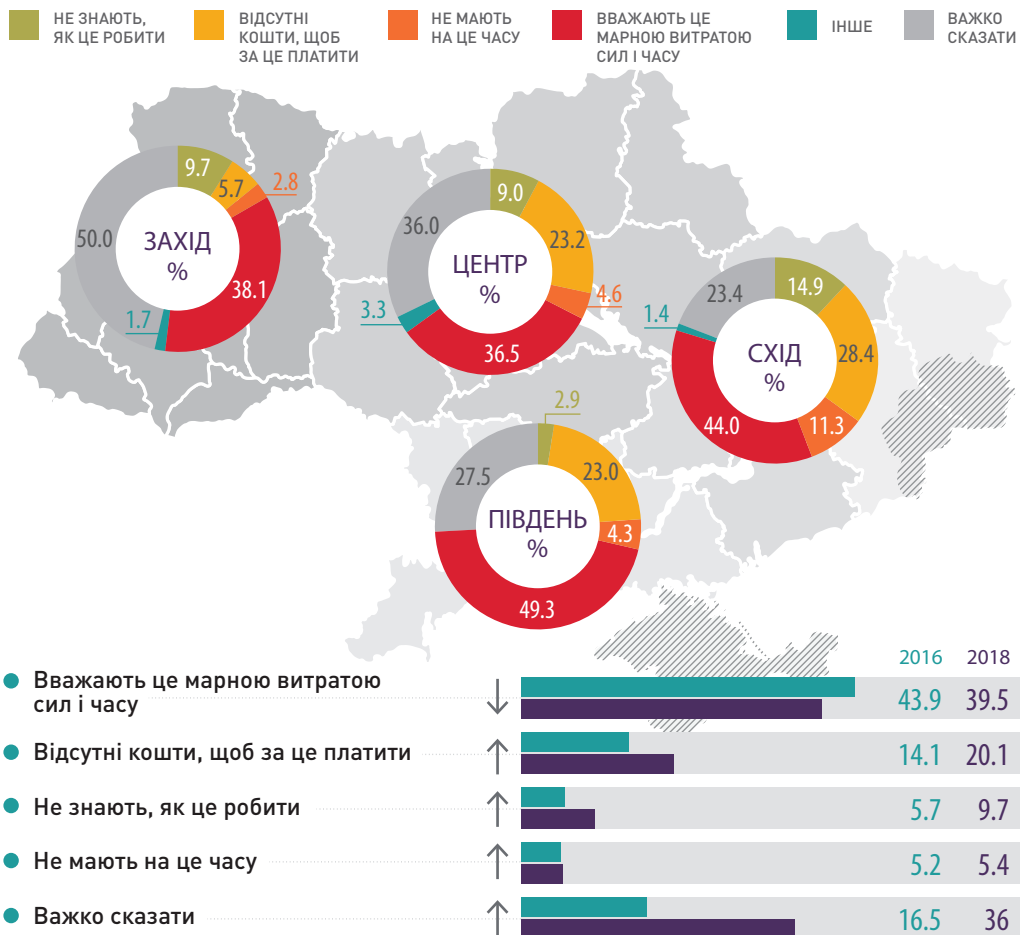 НЕ ЗНАЮТЬ,
ЯК ЦЕ РОБИТИ
ВІДСУТНІ
КОШТИ, ЩОБ
ЗА ЦЕ ПЛАТИТИ
НЕ МАЮТЬ
НА ЦЕ ЧАСУ
ВВАЖАЮТЬ ЦЕ
МАРНОЮ ВИТРАТОЮ
СИЛ І ЧАСУ
ІНШЕ
ВАЖКО
СКАЗАТИ
ЗАХІД
%
9.7
5.7
2.8
38.1
1.7
50.0
ЦЕНТР
%
9.0
23.2
4.6
36.5
3.3
36.0
СХІД
%
14.9
28.4
11.3
44.0
1.4
23.4
ПІВДЕНЬ
%
2.9
23.0
4.3
49.3
27.5
2016 2018
Вважають це марною витратою
сил і часу
43.9 39.5
Відсутні кошти, щоб за це платити
14.1 20.1
Не знають, як це робити
5.7 9.7
Не мають на це часу
5.2 5.4
Важко сказати
16.5 36